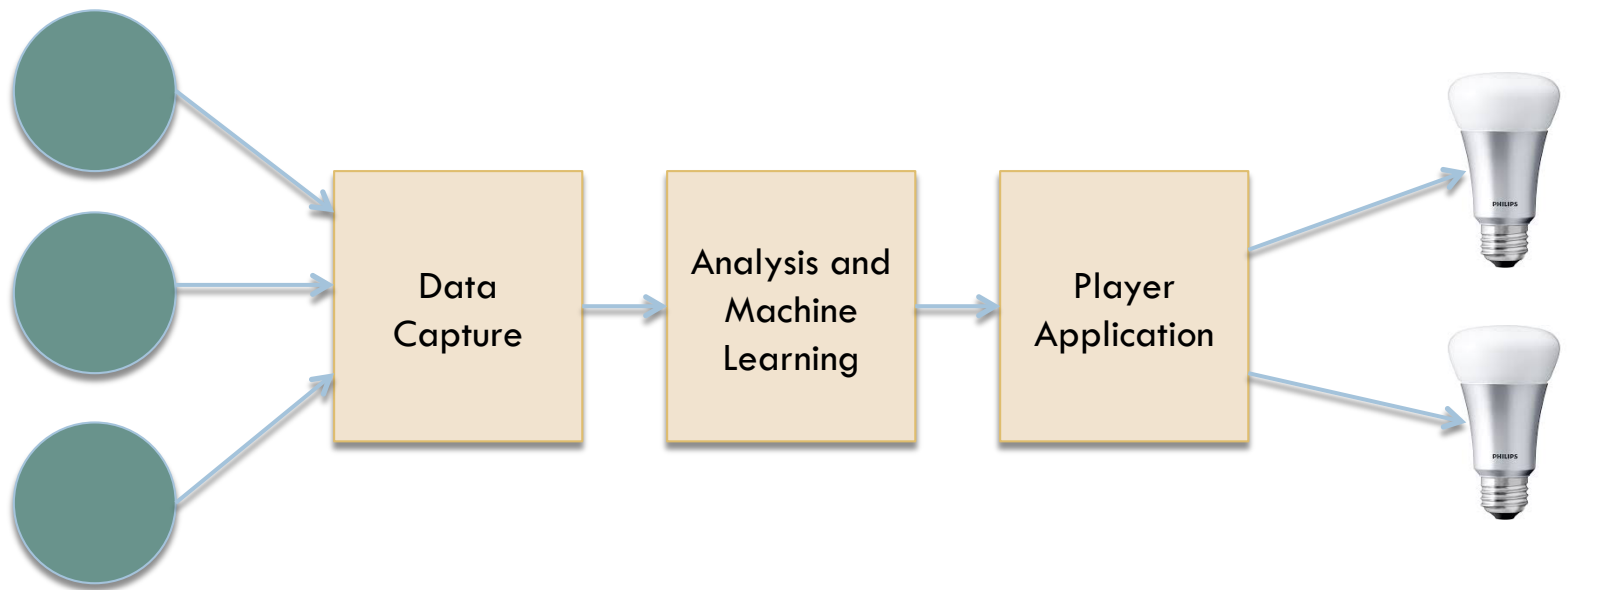 Data
Capture
Analysis and
Machine
Learning
Player
Application
PHILIPS
PHILIPS